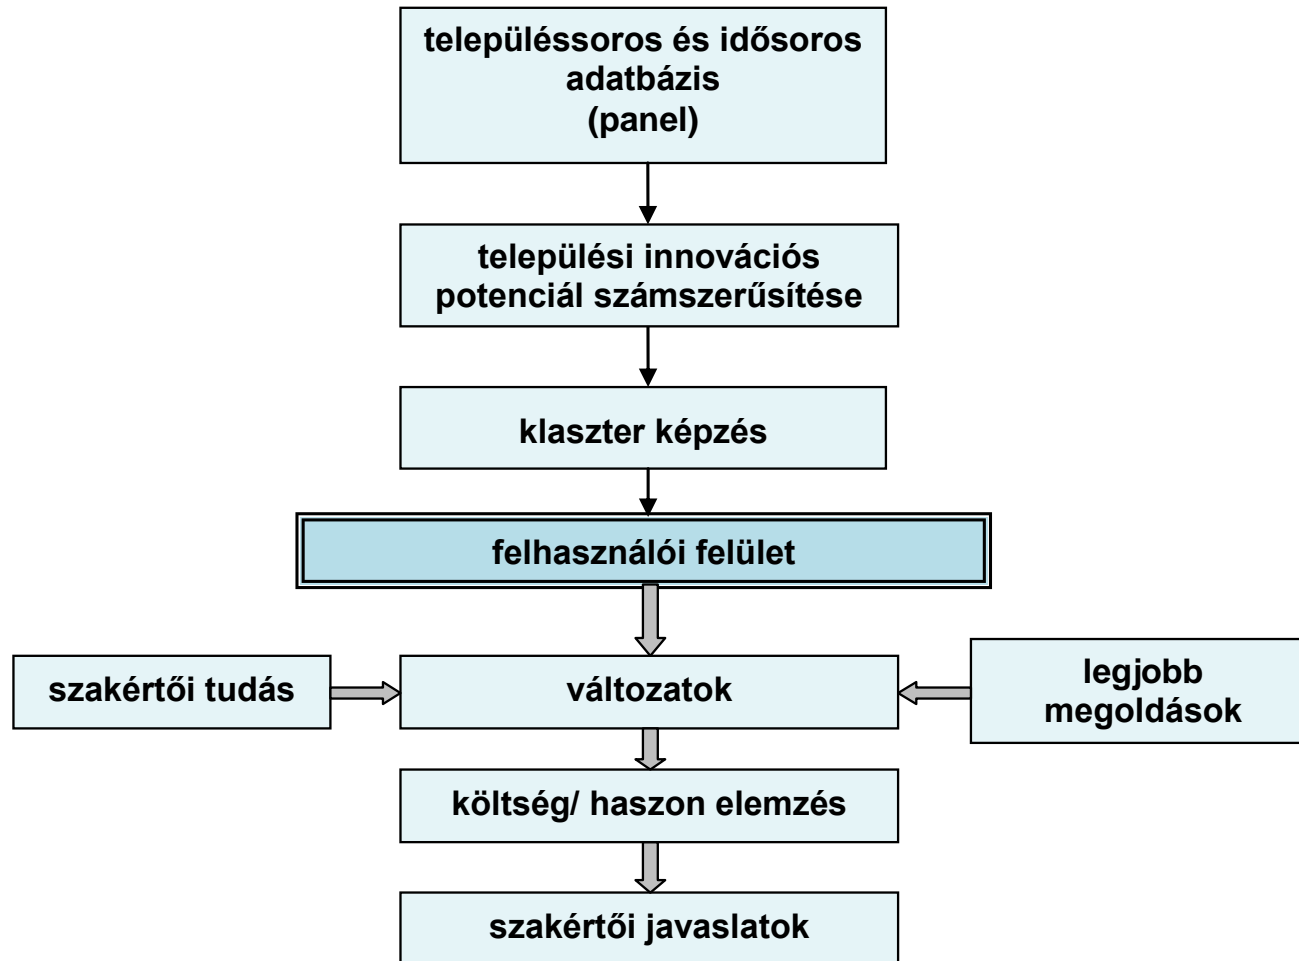 településsoros és idősoros
adatbázis
(panel)
települési innovációs
potenciál számszerűsítése
klaszter képzés
felhasználói felület
szakértői tudás
változatok
legjobb
megoldások
költség/ haszon elemzés
szakértői javaslatok